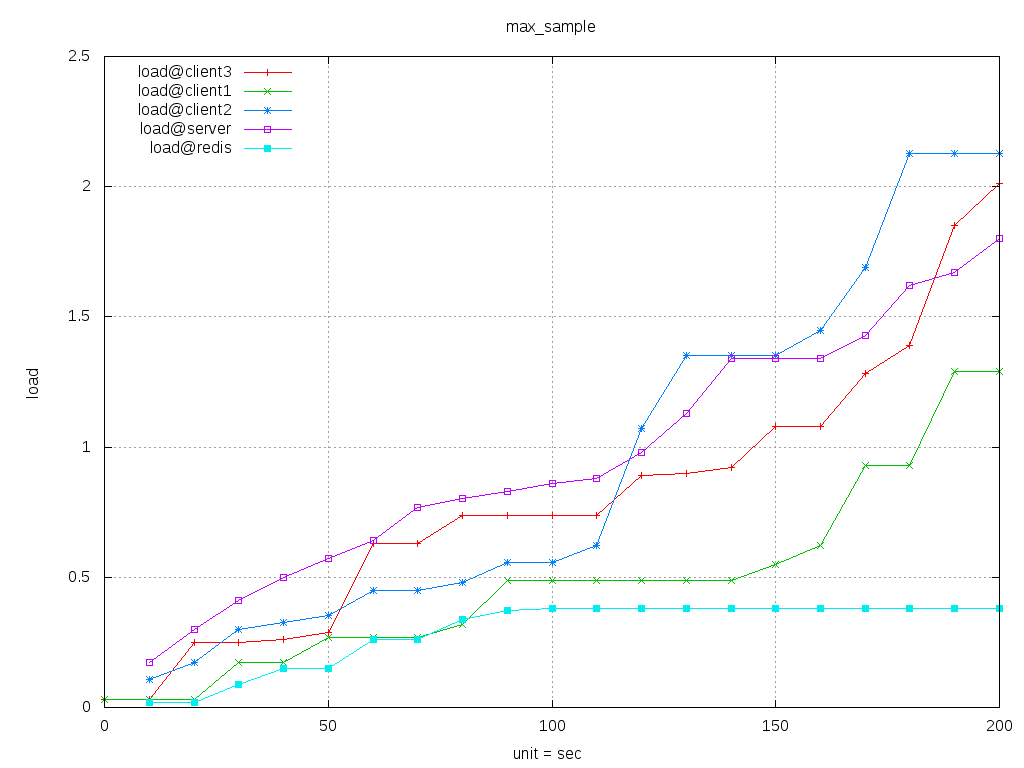 max_sample
2.5
2
1.5
1
0.5
0
load
load@client3
load@client1
load@client2
load@server
load@redis
0 50 100 150 200
unit = sec